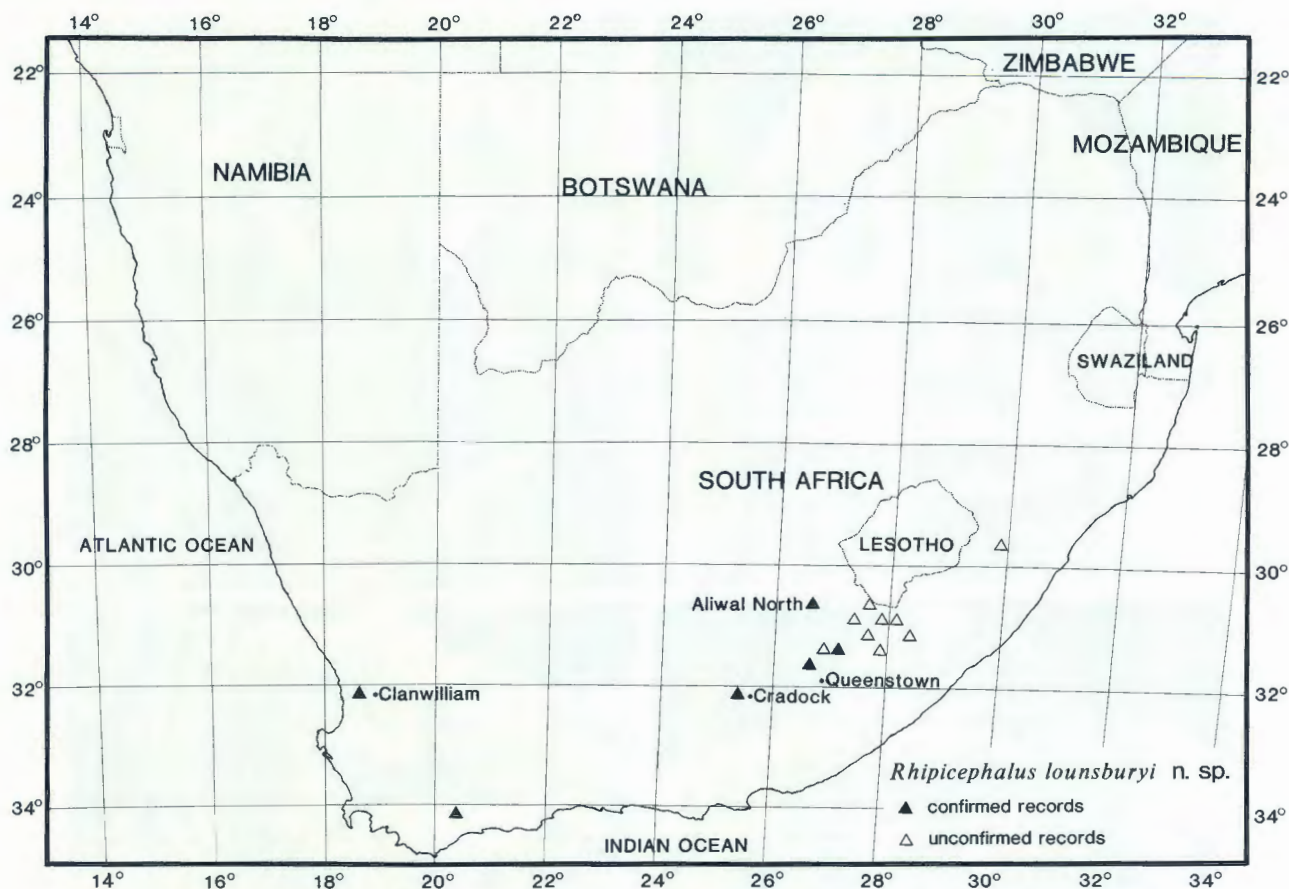 14° 16° 18° 20° 22° 24° 26° 28° 30° 32°
ZIMBABWE
22° 22°
MOZAMBIQUE
NAMIBIA
BOTSWANA
24° 24°
26° 26°
SWAZILAND
28° 28°
SOUTH AFRICA
ATLANTIC OCEAN
LESOTHO
30° 30°
Aliwal North
Queenstown
32° Clanwilliam Cradock 32°
Rhipicephalus lounsburyi n. sp.
34° confirmed records 34°
unconfirmed records
INDIAN OCEAN
14° 16° 18° 20° 22° 24° 26° 28° 30° 32° 34°